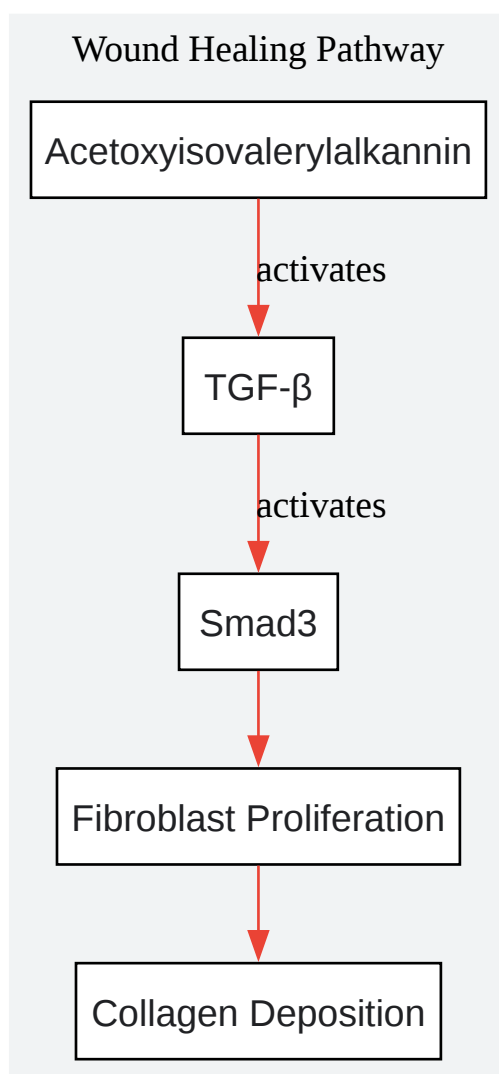 Wound Healing Pathway
Acetoxyisovalerylalkannin
activates
TGF-β
activates
Smad3
Fibroblast Proliferation
Collagen Deposition